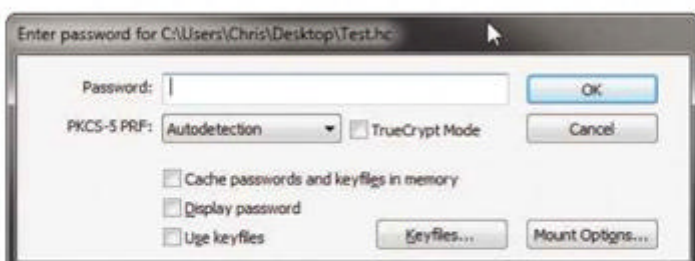 Enter password for C:\Users\Chris\Desktop\Test.hc
Password:
OK
PKCS-5 PRF: Autodetection
TrueCrypt Mode
Cancel
Cache passwords and keyfiles in memory
Display password
Use keyfiles
Keyfiles...
Mount Options...